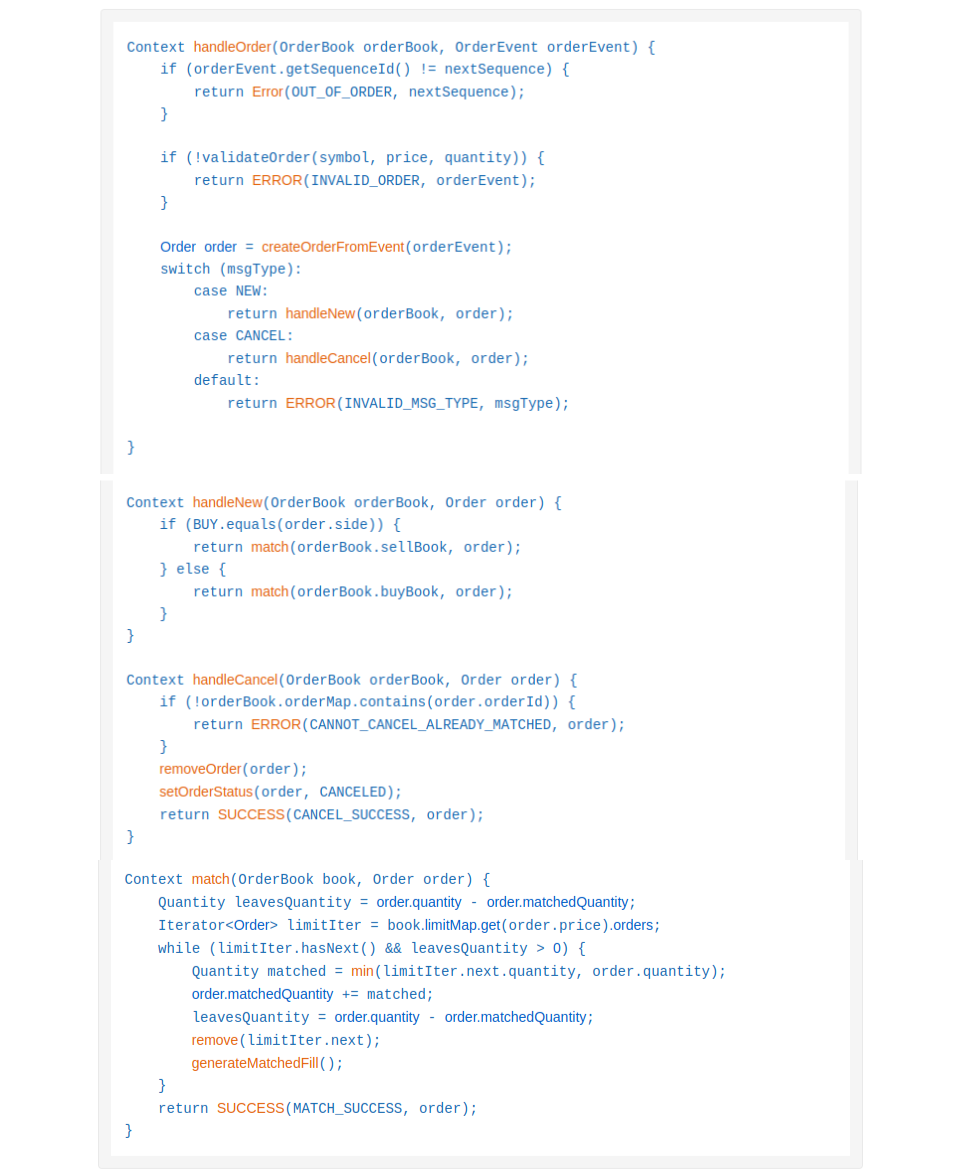 Context handleOrder(OrderBook orderBook, OrderEvent orderEvent) {
    if (orderEvent.getSequenceId() != nextSequence) {
        return Error(OUT_OF_ORDER, nextSequence);
    }

    if (!validateOrder(symbol, price, quantity)) {
        return ERROR(INVALID_ORDER, orderEvent);
    }

    Order order = createOrderFromEvent(orderEvent);
    switch (msgType):
        case NEW:
            return handleNew(orderBook, order);
        case CANCEL:
            return handleCancel(orderBook, order);
        default:
            return ERROR(INVALID_MSG_TYPE, msgType);

}

Context handleNew(OrderBook orderBook, Order order) {
    if (BUY.equals(order.side)) {
        return match(orderBook.sellBook, order);
    } else {
        return match(orderBook.buyBook, order);
    }
}

Context handleCancel(OrderBook orderBook, Order order) {
    if (!orderBook.orderMap.contains(order.orderId)) {
        return ERROR(CANNOT_CANCEL_ALREADY_MATCHED, order);
    }
    removeOrder(order);
    setOrderStatus(order, CANCELED);
    return SUCCESS(CANCEL_SUCCESS, order);
}
Context match(OrderBook book, Order order) {
    Quantity leavesQuantity = order.quantity - order.matchedQuantity;
    Iterator<Order> limitIter = book.limitMap.get(order.price).orders;
    while (limitIter.hasNext() && leavesQuantity > O) {
        Quantity matched = min(limitIter.next.quantity, order.quantity);
        order.matchedQuantity += matched;
        leavesQuantity = order.quantity - order.matchedQuantity;
        remove(limitIter.next);
        generateMatchedFill();
    }
    return SUCCESS(MATCH_SUCCESS, order);
}